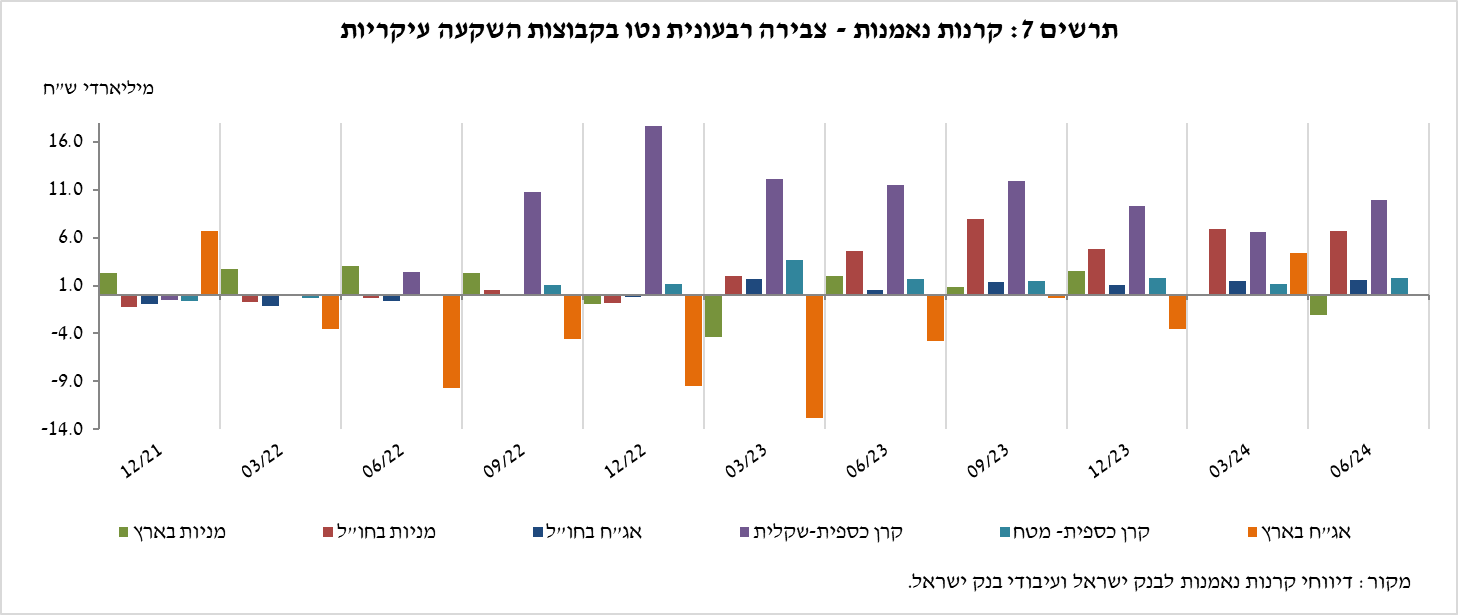 תרשים 7: קרנות נאמנות - צבירה רבעונית נטו בקבוצות השקעה עיקריות
מיליארדי ש"ח
16.0
11.0
6.0
1.0
-4.0
-9.0
-14.0
12/21 03/22 06/22 09/22 12/22 03/23 06/23 09/23 12/23 03/24 06/24
מניות בארץ מניות בחו"ל אג"ח בחו"ל קרן כספית-שקלית קרן כספית- מטח אג"ח בארץ
מקור: דיווחי קרנות נאמנות לבנק ישראל ועיבודי בנק ישראל.